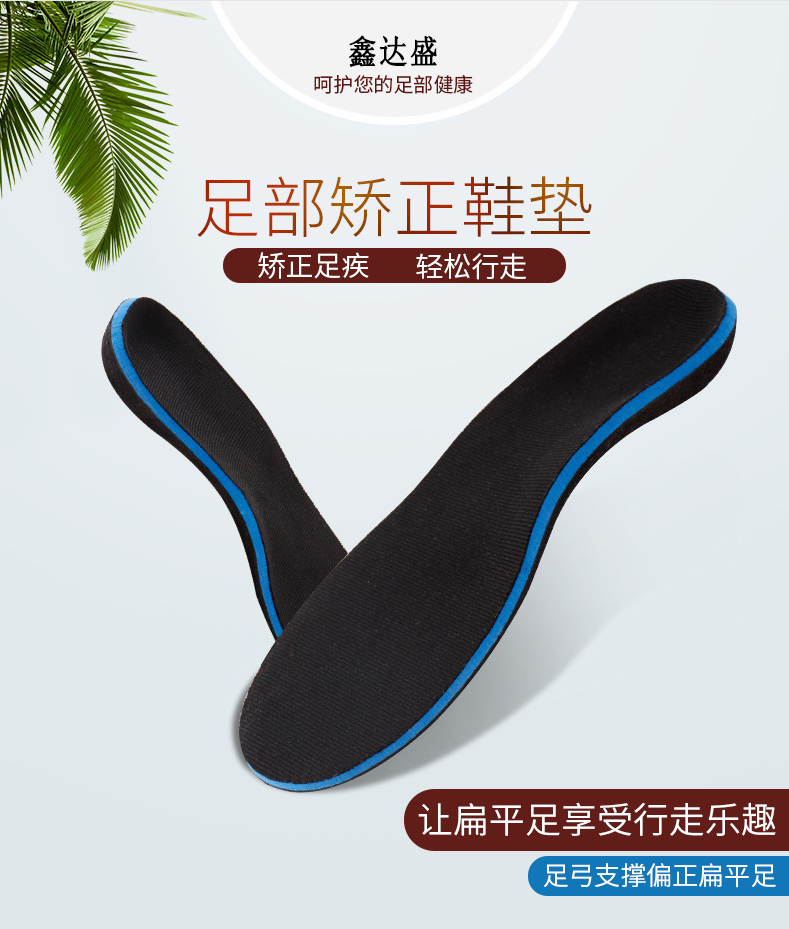 鑫达盛
呵护您的足部健康
足部矫正鞋垫
矫正足疾 轻松行走
让扁平足享受行走乐趣
足弓支撑偏正扁平足